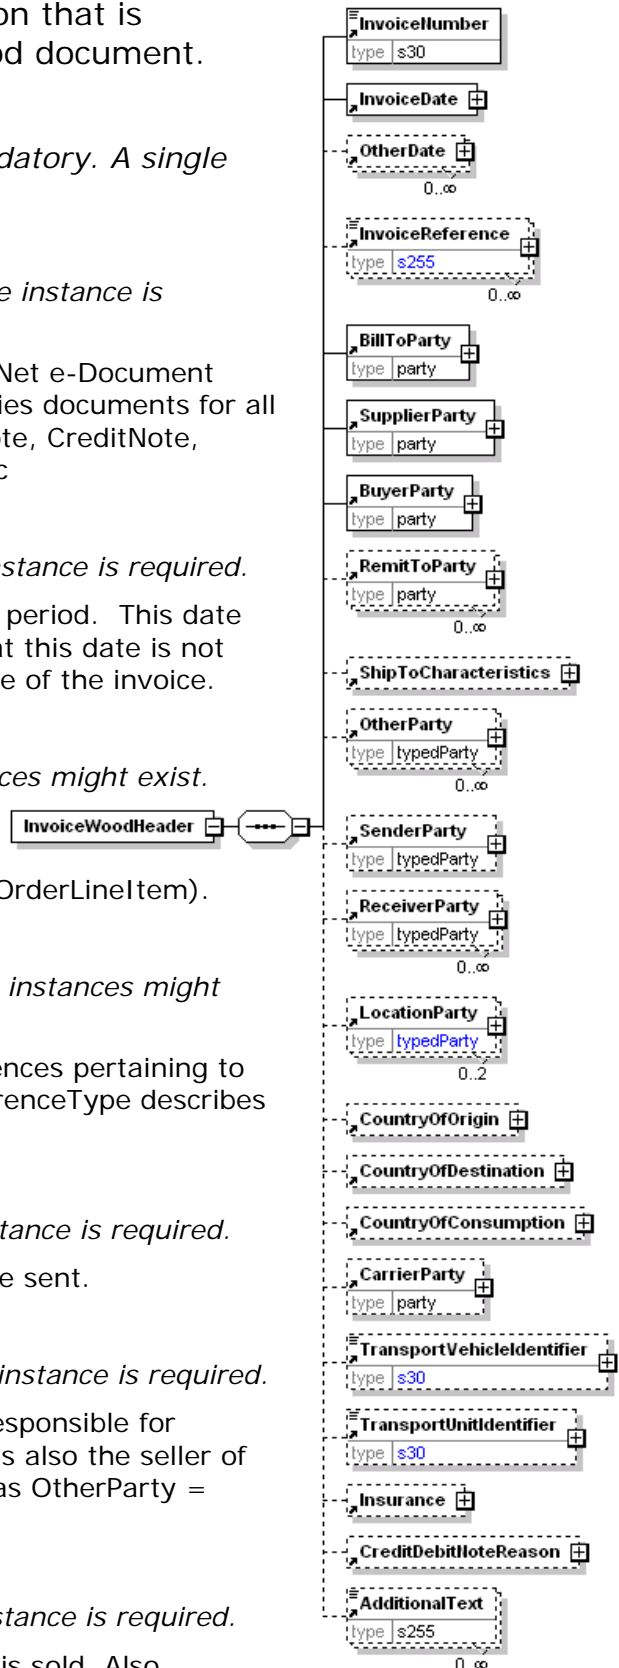 on that is
od document.
datory. A single
e instance is
Net e-Document
ies documents for all
ote, CreditNote,
c
nstance is required.
period.  This date
at this date is not
e of the invoice.
ces might exist.
OrderLineItem).
instances might
ences pertaining to
renceType describes
stance is required.
e sent.
instance is required.
esponsible for
s also the seller of
as OtherParty =
stance is required.
is sold. Also
InvoiceWoodHeader
InvoiceNumber
type s30
InvoiceDate
OtherDate
0..∞
InvoiceReference
type s255
0..∞
BillToParty
type party
SupplierParty
type party
BuyerParty
type party
RemitToParty
type party
0..∞
ShipToCharacteristics
OtherParty
type typedParty
0..∞
SenderParty
type typedParty
ReceiverParty
type typedParty
0..∞
LocationParty
type typedParty
0..2
CountryOfOrigin
CountryOfDestination
CountryOfConsumption
CarrierParty
type party
TransportVehicleIdentifier
type s30
TransportUnitIdentifier
type s30
Insurance
CreditDebitNoteReason
AdditionalText
type s255
0..∞